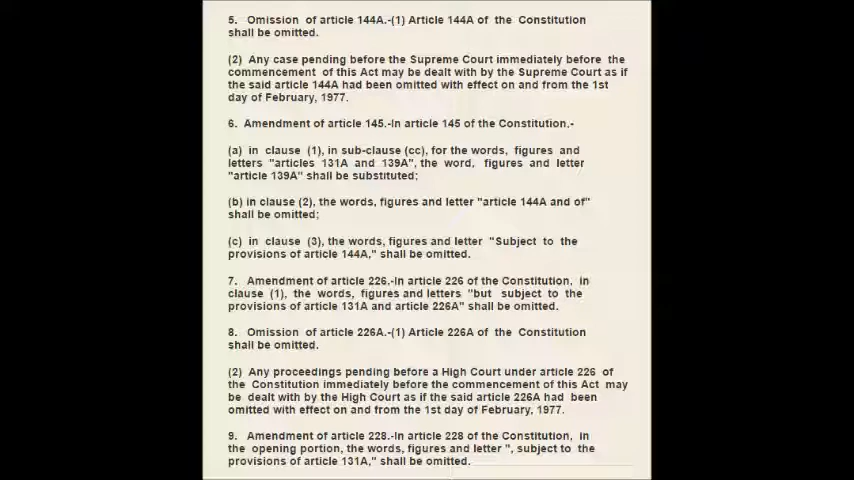 5. Omission of article 144A.-(1) Article 144A of the Constitution
shall be omitted.
(2) Any case pending before the Supreme Court immediately before the
commencement of this Act may be dealt with by the Supreme Court as if
the said article 144A had been omitted with effect on and from the 1st
day of February, 1977.
6. Amendment of article 145.-In article 145 of the Constitution.-
(a) in clause (1), in sub-clause (cc), for the words, figures and
letters "articles 131A and 139A", the word, figures and letter
"article 139A" shall be substituted;
(b) in clause (2), the words, figures and letter "article 144A and of"
shall be omitted;
(c) in clause (3), the words, figures and letter "Subject to the
provisions of article 144A," shall be omitted.
7. Amendment of article 226.-In article 226 of the Constitution, in
clause (1), the words, figures and letters "but subject to the
provisions of article 131A and article 226A" shall be omitted.
8. Omission of article 226A.-(1) Article 226A of the Constitution
shall be omitted.
(2) Any proceedings pending before a High Court under article 226 of
the Constitution immediately before the commencement of this Act may
be dealt with by the High Court as if the said article 226A had been
omitted with effect on and from the 1st day of February, 1977.
9. Amendment of article 228.-In article 228 of the Constitution, in
the opening portion, the words, figures and letter ", subject to the
provisions of article 131A," shall be omitted.